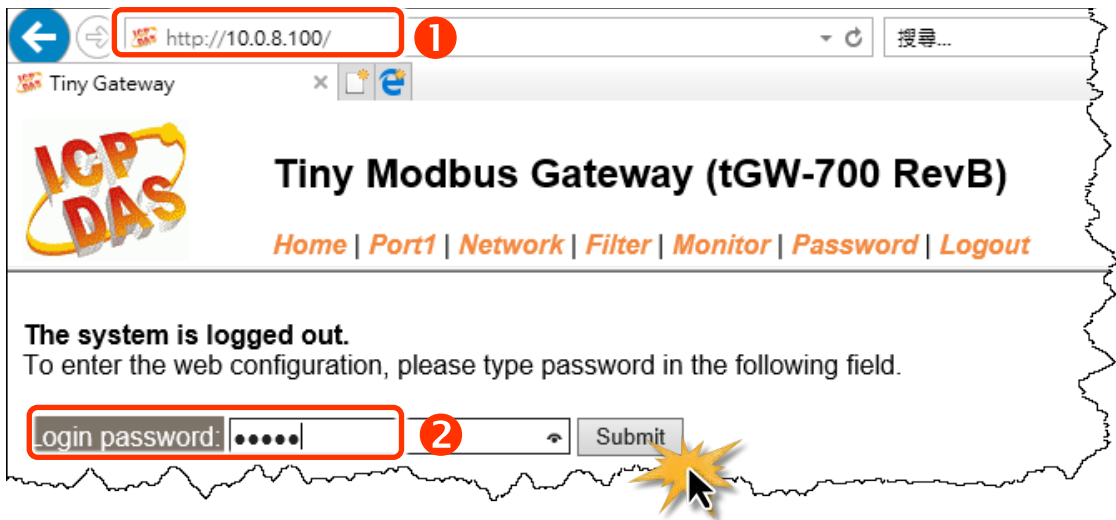 http://10.0.8.100/
1
搜尋...
Tiny Gateway
ICP
DAS
Tiny Modbus Gateway (tGW-700 RevB)
Home | Port1 | Network | Filter | Monitor | Password | Logout
The system is logged out.
To enter the web configuration, please type password in the following field.
Login password: •••••
2
Submit